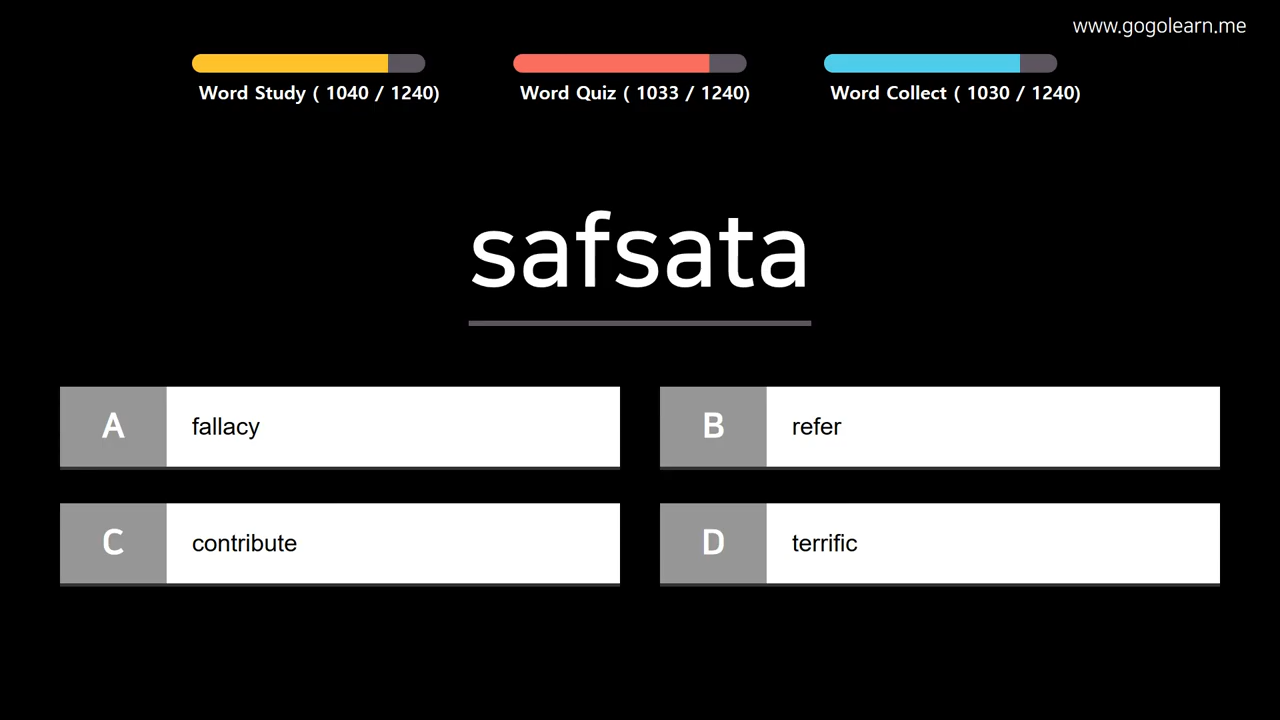 www.gogolearn.me
Word Study ( 1040 / 1240)
Word Quiz ( 1033 / 1240)
Word Collect ( 1030 / 1240)
safsata
A fallacy
B refer
C contribute
D terrific